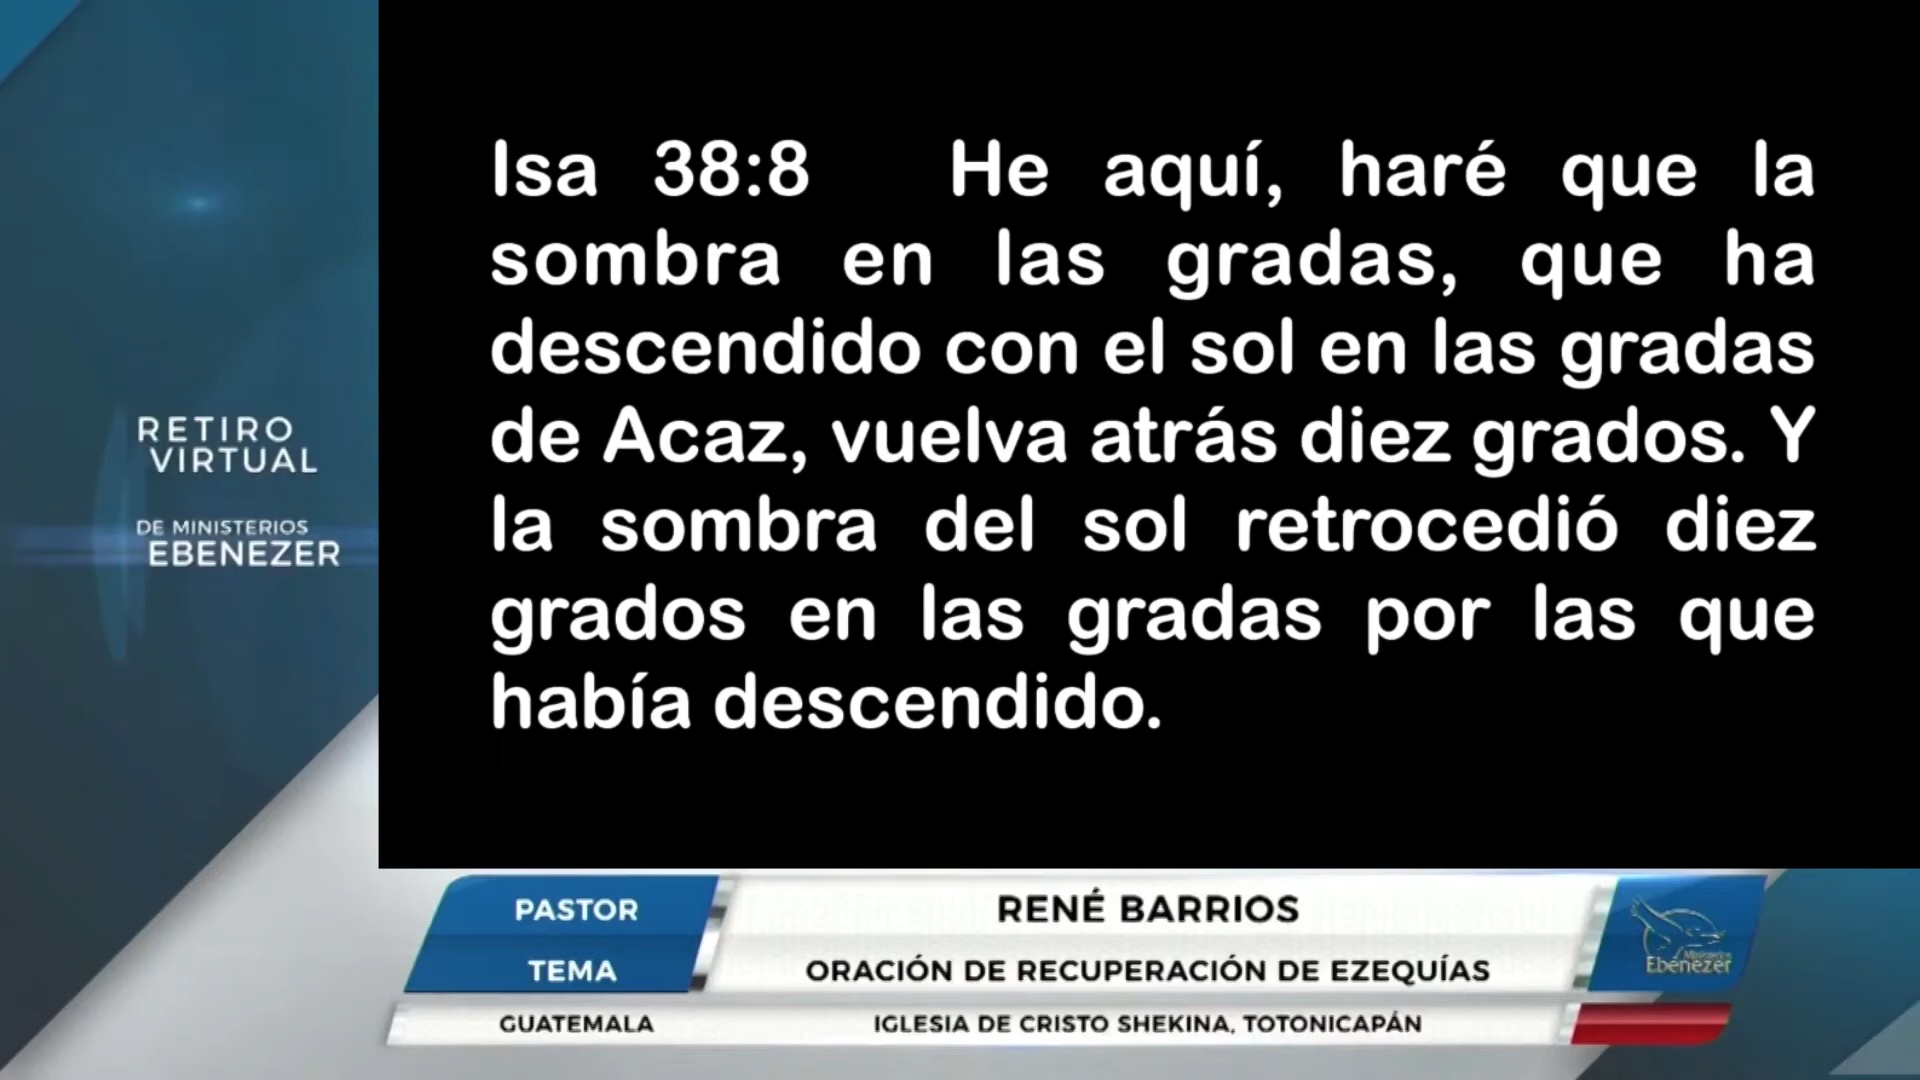 Isa 38:8 He aquí, haré que la
sombra en las gradas, que ha
descendido con el sol en las gradas
de Acaz, vuelva atrás diez grados. Y
la sombra del sol retrocedió diez
grados en las gradas por las que
había descendido.
RETIRO
VIRTUAL
DE MINISTERIOS
EBENEZER
PASTOR
RENÉ BARRIOS
TEMA
ORACIÓN DE RECUPERACIÓN DE EZEQUÍAS
GUATEMALA
IGLESIA DE CRISTO SHEKINA, TOTONICAPÁN
Ministerios
Ebenezer